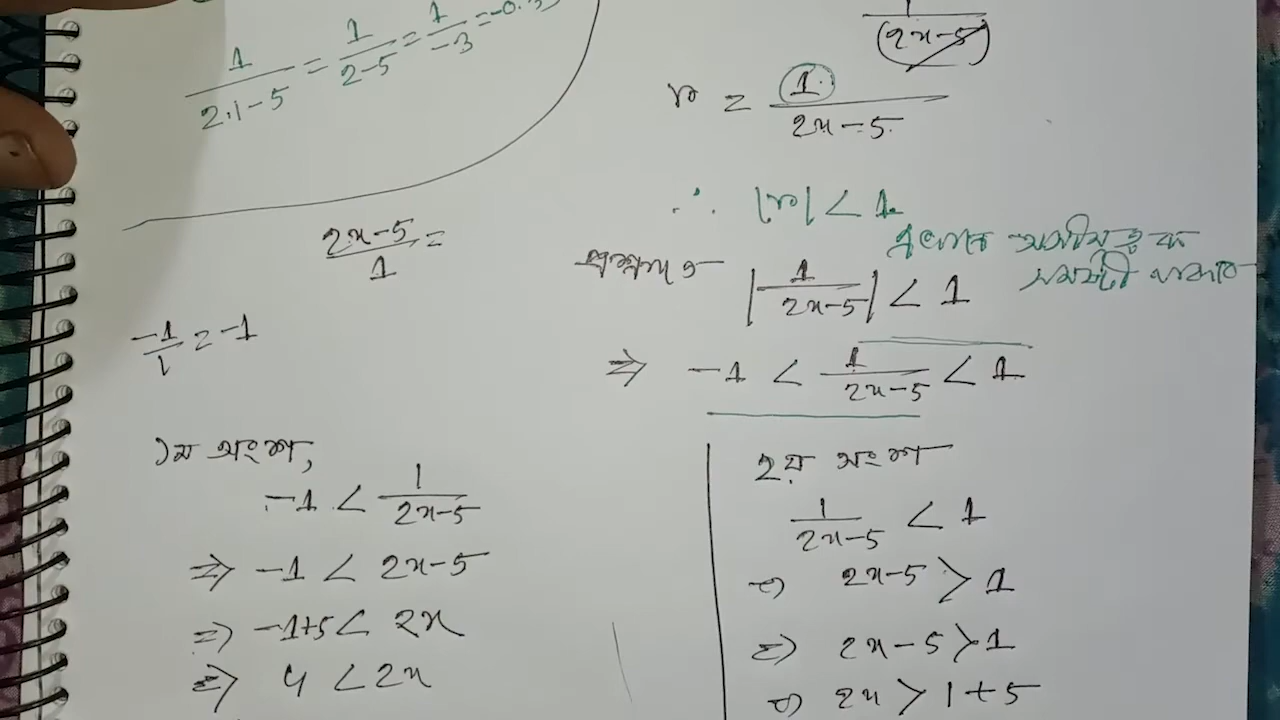 1/(2·1-5) = 1/(2-5) = 1/-3 = -0.3
1/(2x-5)
r = 1/(2x-5)
∴ |r| < 1
(2x-5)/1 =
|1/(2x-5)| < 1
-1/1 = -1
⇒ -1 < 1/(2x-5) < 1
১ম অংশ,
-1 < 1/(2x-5)
⇒ -1 < 2x-5
⇒ -1+5 < 2x
⇒ 4 < 2x
২য় অংশ
1/(2x-5) < 1
⇒ 2x-5 > 1
⇒ 2x-5 > 1
⇒ 2x > 1+5